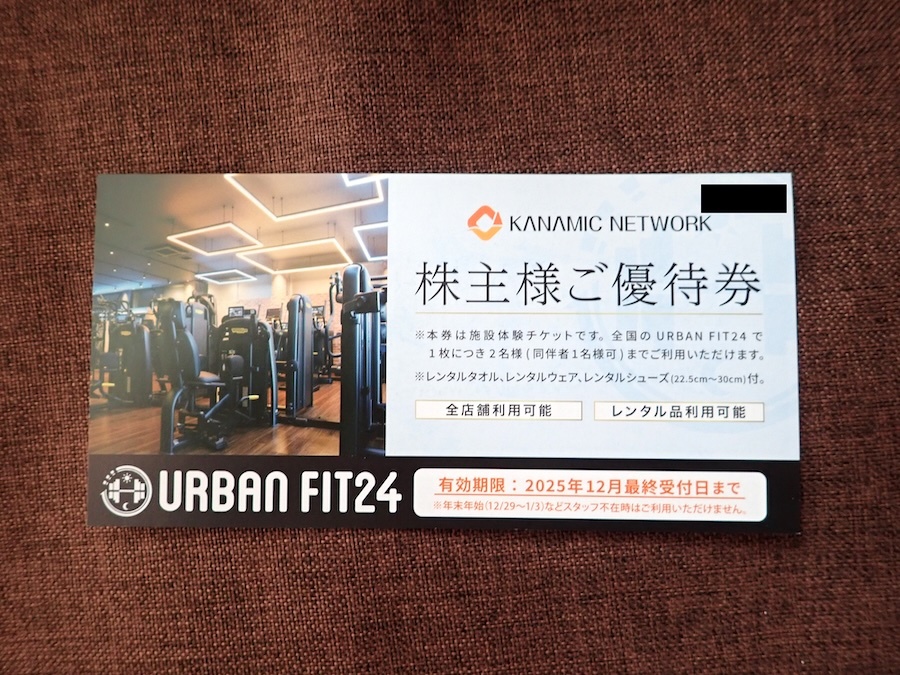 KANAMIC NETWORK
株主様ご優待券
※本券は施設体験チケットです。全国のURBAN FIT24で
1枚につき2名様(同伴者1名様可)までご利用いただけます。
※レンタルタオル、レンタルウェア、レンタルシューズ(22.5cm〜30cm)付。
全店舗利用可能
レンタル品利用可能
URBAN FIT24
有効期限：2025年12月最終受付日まで
※年末年始(12/29〜1/3)などスタッフ不在時はご利用いただけません。